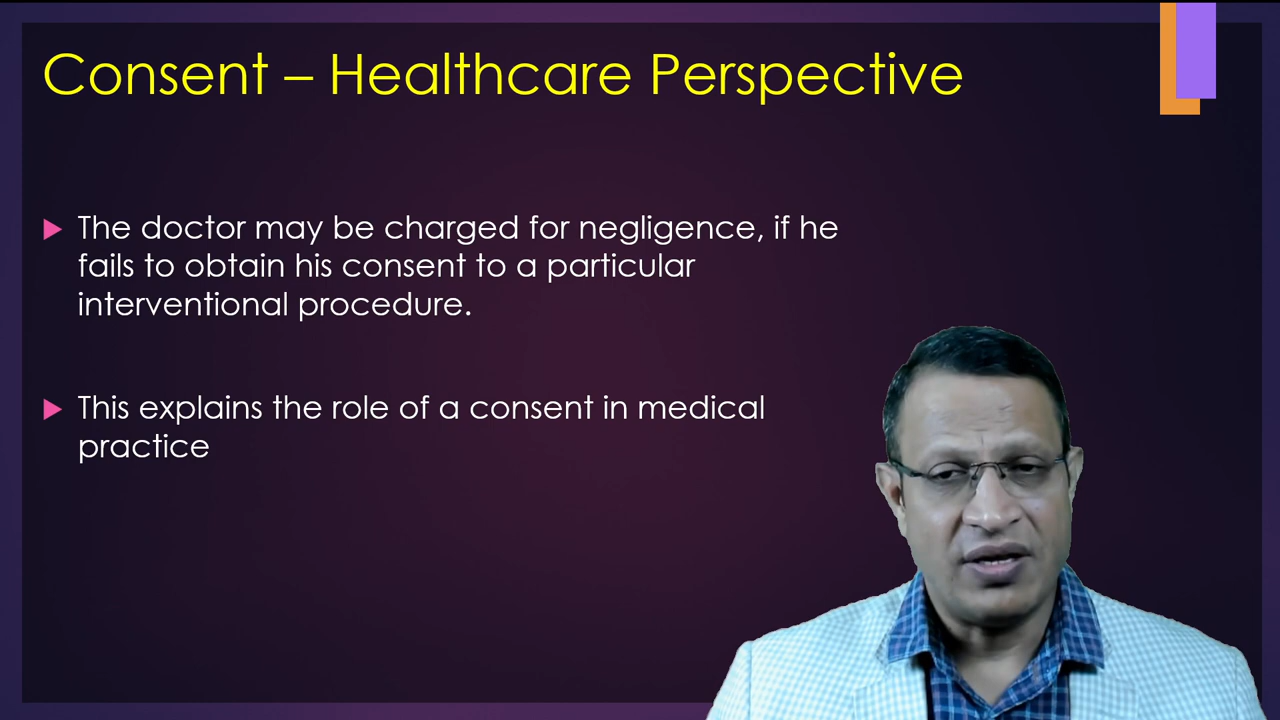 Consent – Healthcare Perspective
The doctor may be charged for negligence, if he
fails to obtain his consent to a particular
interventional procedure.
This explains the role of a consent in medical
practice